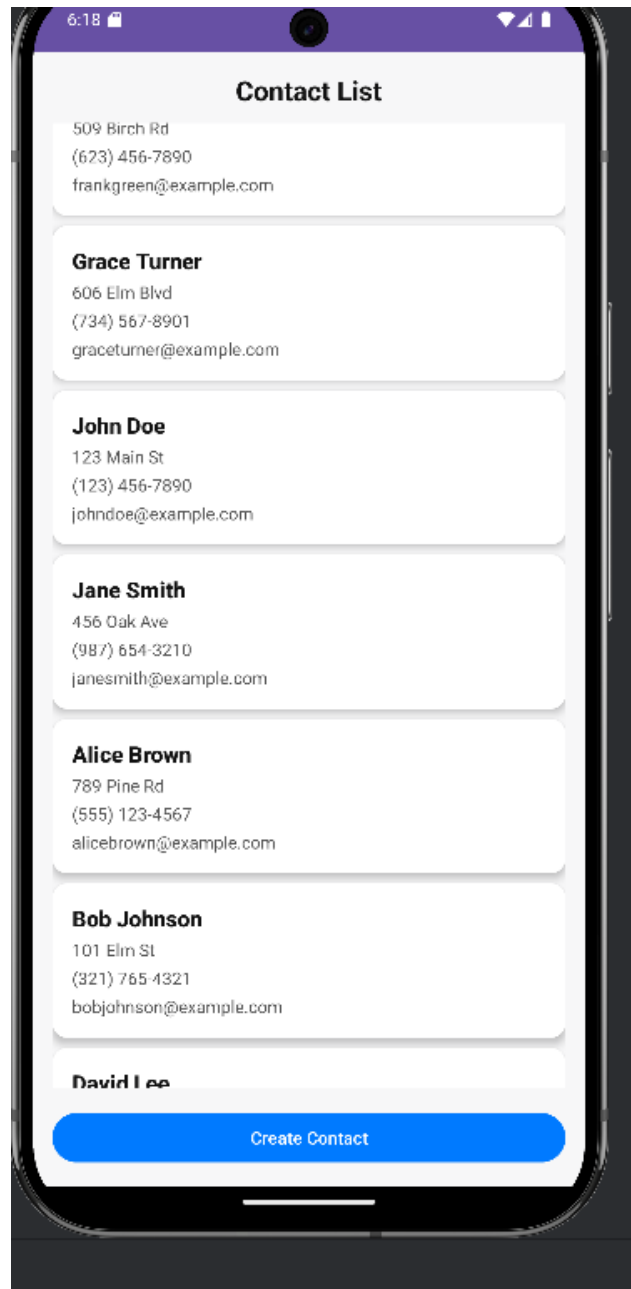 6:18
Contact List
509 Birch Rd
(623) 456-7890
frankgreen@example.com
Grace Turner
606 Elm Blvd
(734) 567-8901
graceturner@example.com
John Doe
123 Main St
(123) 456-7890
johndoe@example.com
Jane Smith
456 Oak Ave
(987) 654-3210
janesmith@example.com
Alice Brown
789 Pine Rd
(555) 123-4567
alicebrown@example.com
Bob Johnson
101 Elm St
(321) 765-4321
bobjohnson@example.com
David Lee
Create Contact